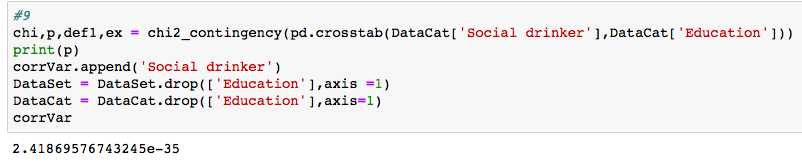 #9
chi,p,def1,ex = chi2_contingency(pd.crosstab(DataCat['Social drinker'],DataCat['Education']))
print(p)
corrVar.append('Social drinker')
DataSet = DataSet.drop(['Education'],axis =1)
DataCat = DataCat.drop(['Education'],axis=1)
corrVar
2.41869576743245e-35